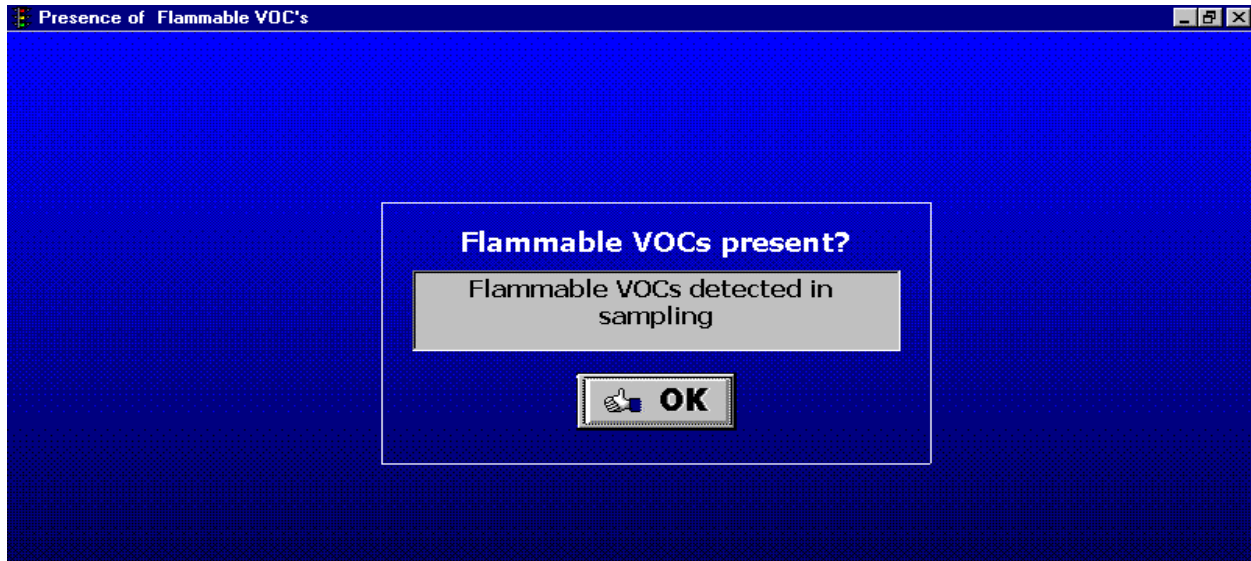 Presence of Flammable VOC's
Flammable VOCs present?
Flammable VOCs detected in
sampling
OK